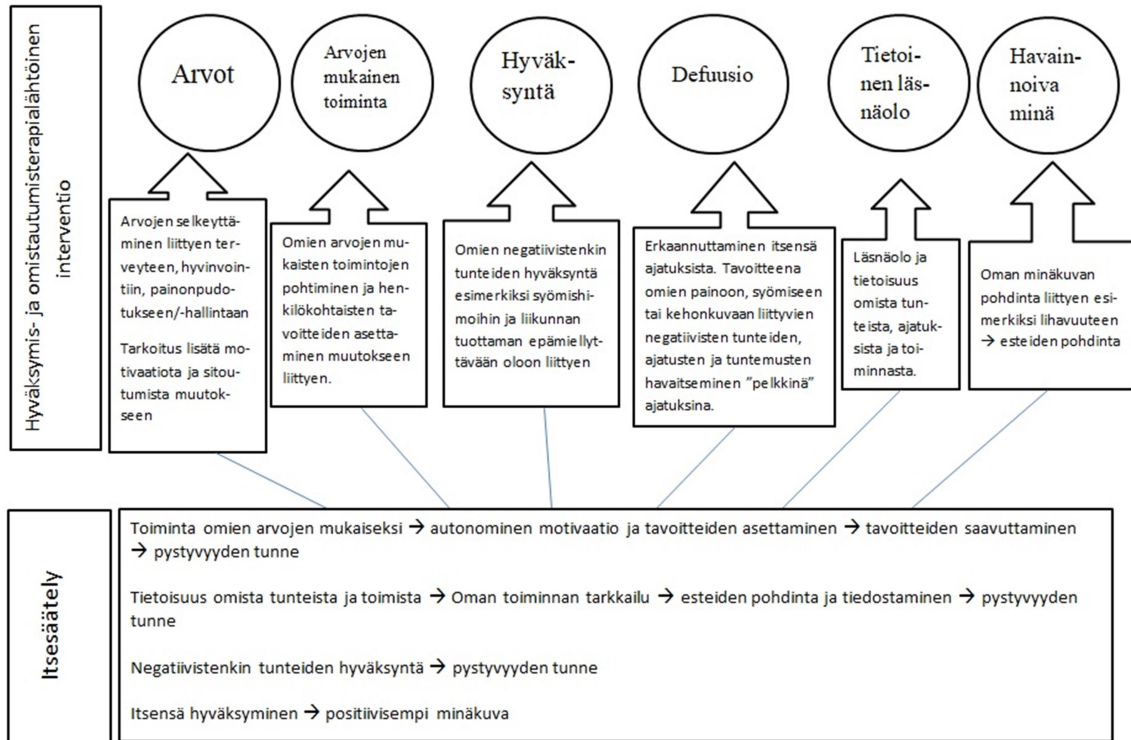 Hyväksymis- ja omistautumisterapialähtöinen
interventio
Arvot
Arvojen
mukainen
toiminta
Hyväk-
syntä
Defuusio
Tietoi-
nen läs-
näolo
Havain-
noiva
minä
Arvojen selkeyttä-
minen liittyen ter-
veyteen, hyvinvoin-
tiin, painonpudo-
tukseen/-hallintaan
Tarkoitus lisätä mo-
tivaatiota ja sitou-
tumista muutok-
seen
Omien arvojen mu-
kaisten toimintojen
pohtiminen ja hen-
kilökohtaisten ta-
voitteiden asetta-
minen muutokseen
liittyen.
Omien negatiivistenkin
tunteiden hyväksyntä
esimerkiksi syömishi-
moihin ja liikunnan
tuottaman epämiellyt-
tävään oloon liittyen
Erkaannuttaminen itsensä
ajatuksista. Tavoitteena
omien painoon, syömiseen
tai kehonkuvaan liittyvien
negatiivisten tunteiden,
ajatusten ja tuntemusten
havaitseminen ”pelkkinä”
ajatuksina.
Läsnäolo ja
tietoisuus
omista tun-
teista, ajatuk-
sista ja toi-
minnasta.
Oman minäkuvan
pohdinta liittyen esi-
merkiksi lihavuuteen
→ esteiden pohdinta
Itsesäätely
Toiminta omien arvojen mukaiseksi → autonominen motivaatio ja tavoitteiden asettaminen → tavoitteiden saavuttaminen
→ pystyvyyden tunne
Tietoisuus omista tunteista ja toimista → Oman toiminnan tarkkailu → esteiden pohdinta ja tiedostaminen → pystyvyyden
tunne
Negatiivistenkin tunteiden hyväksyntä → pystyvyyden tunne
Itsensä hyväksyminen → positiivisempi minäkuva